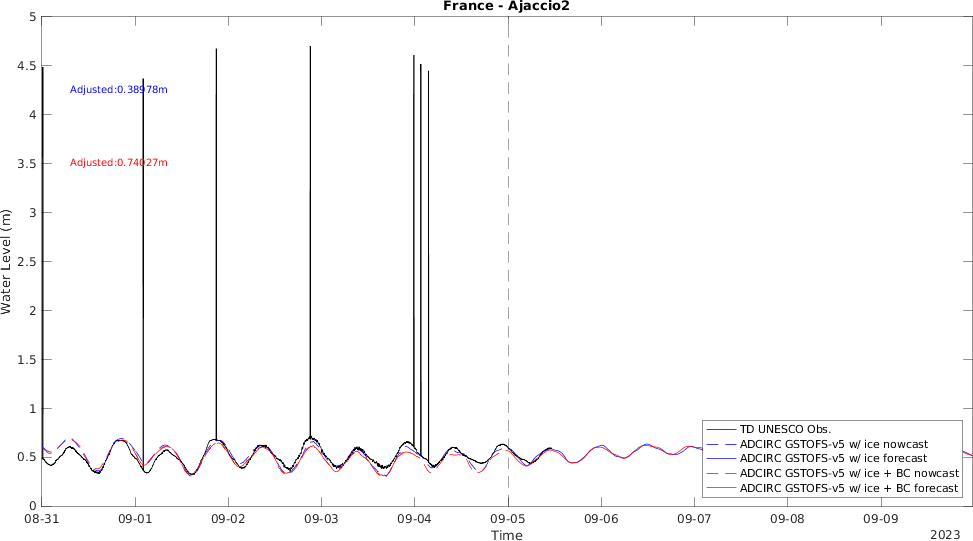 France - Ajaccio2
5
4.5
4
3.5
3
2.5
2
1.5
1
0.5
0
Water Level (m)
Adjusted:0.38978m
Adjusted:0.74027m
TD UNESCO Obs.
ADCIRC GSTOFS-v5 w/ ice nowcast
ADCIRC GSTOFS-v5 w/ ice forecast
ADCIRC GSTOFS-v5 w/ ice + BC nowcast
ADCIRC GSTOFS-v5 w/ ice + BC forecast
08-31 09-01 09-02 09-03 09-04 09-05 09-06 09-07 09-08 09-09
Time
2023